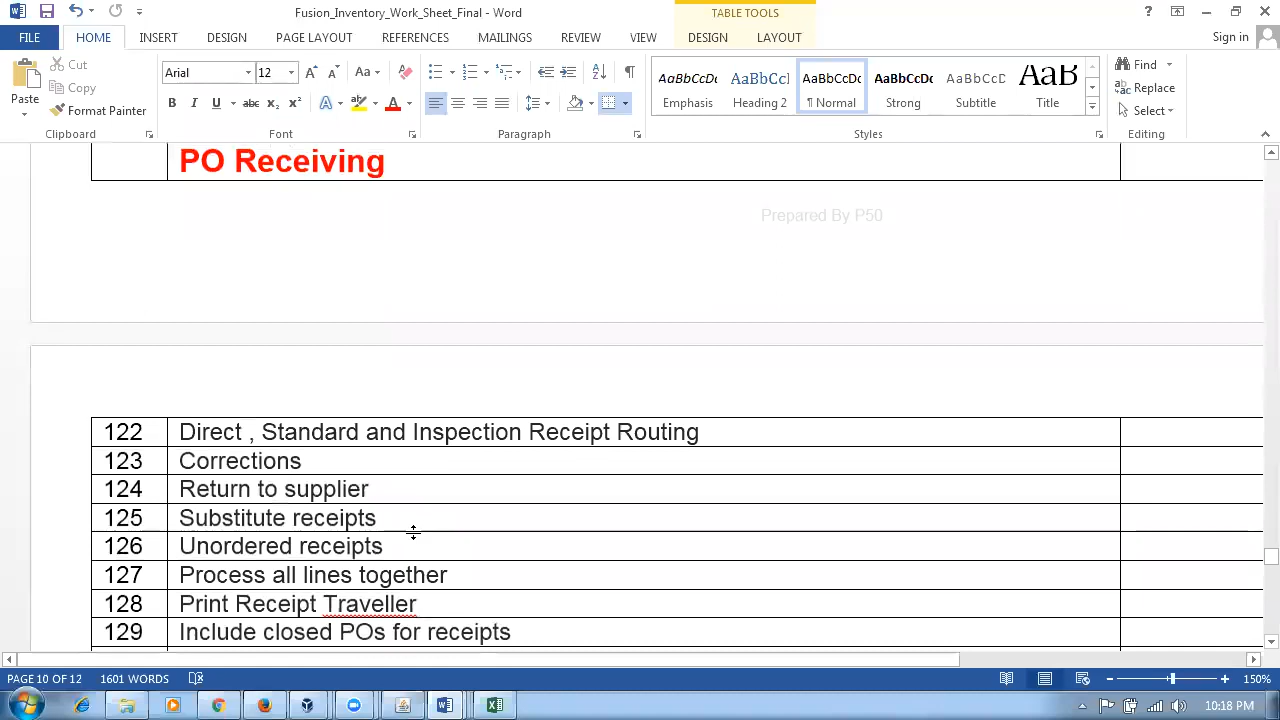 Fusion_Inventory_Work_Sheet_Final - Word
TABLE TOOLS
FILE HOME INSERT DESIGN PAGE LAYOUT REFERENCES MAILINGS REVIEW VIEW DESIGN LAYOUT Sign in
Paste
Cut
Copy
Format Painter
Clipboard
Arial 12
Font
Paragraph
AaBbCcDc AaBbCcI AaBbCcDc AaBbCcDc AaBbCcD AaB
Emphasis Heading 2 ¶ Normal Strong Subtitle Title
Styles
Find
Replace
Select
Editing
PO Receiving
Prepared By P50
122 Direct , Standard and Inspection Receipt Routing
123 Corrections
124 Return to supplier
125 Substitute receipts
126 Unordered receipts
127 Process all lines together
128 Print Receipt Traveller
129 Include closed POs for receipts
PAGE 10 OF 12 1601 WORDS 150%
10:18 PM